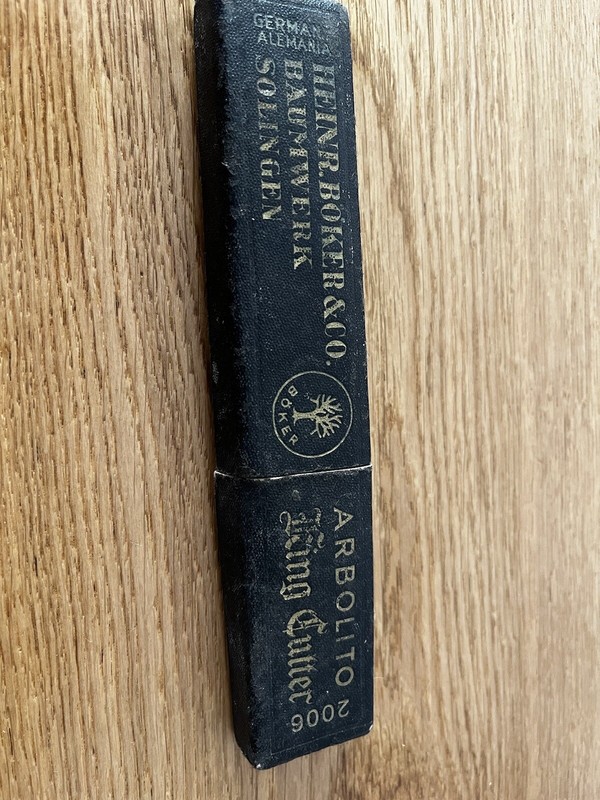 GERMANY
ALEMANIA
HEINR. BÖKER & CO.
BAUMWERK
SOLINGEN
BÖKER
ARBOLITO
King Cutter
2006